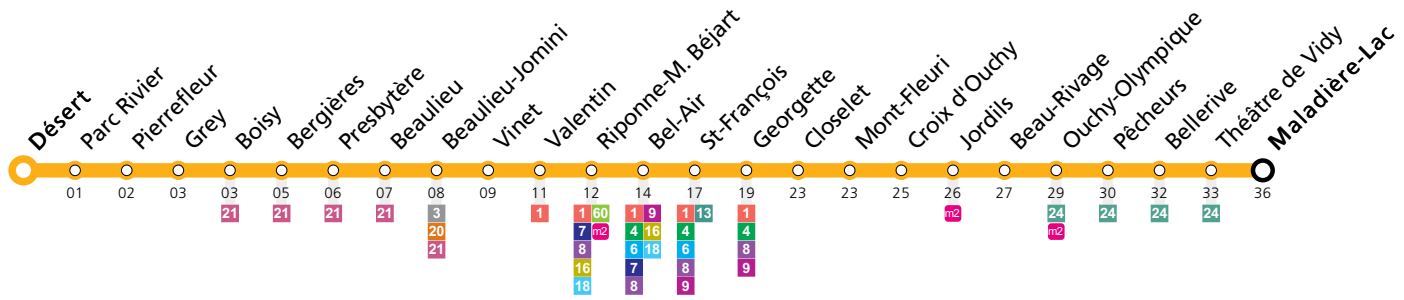 Désert
Parc Rivier
Pierrefleur
Grey
Boisy
Bergières
Presbytère
Beaulieu
Beaulieu-Jomini
Vinet
Valentin
Riponne-M. Béjart
Bel-Air
St-François
Georgette
Closelet
Mont-Fleuri
Croix d'Ouchy
Jordils
Beau-Rivage
Ouchy-Olympique
Pêcheurs
Bellerive
Théâtre de Vidy
Maladière-Lac
01 02 03 03 05 06 07 08 09 11 12 14 17 19 23 23 25 26 27 29 30 32 33 36
21 21 21 21 3 1 1 60 1 9 1 13 1 m2 24 24 24 24
20 7 m2 4 16 4 4 m2
21 8 6 18 6 8
16 7 8 9
18 8 9